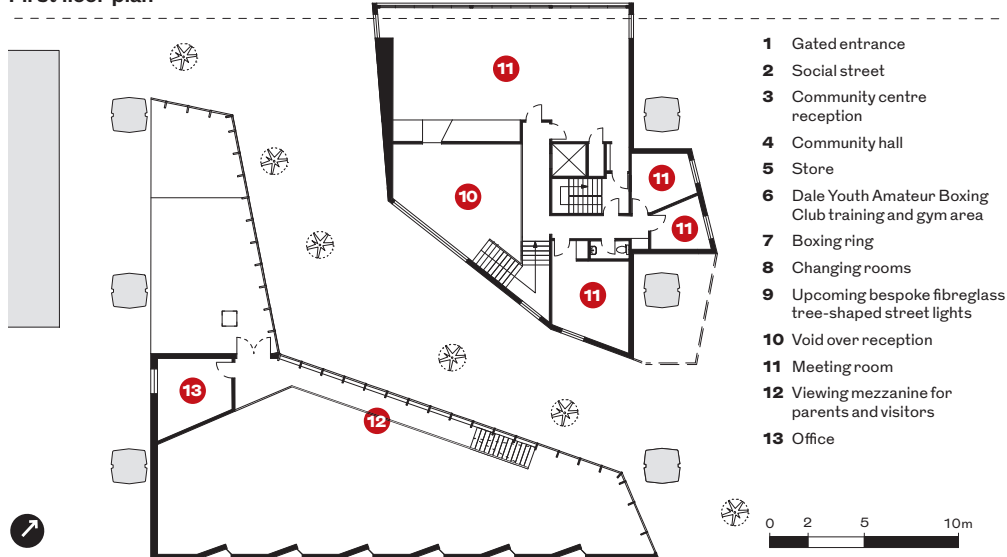 First floor plan
11
10
11
11
11
13
12
1 Gated entrance
2 Social street
3 Community centre
reception
4 Community hall
5 Store
6 Dale Youth Amateur Boxing
Club training and gym area
7 Boxing ring
8 Changing rooms
9 Upcoming bespoke fibreglass
tree-shaped street lights
10 Void over reception
11 Meeting room
12 Viewing mezzanine for
parents and visitors
13 Office
0 2 5 10m